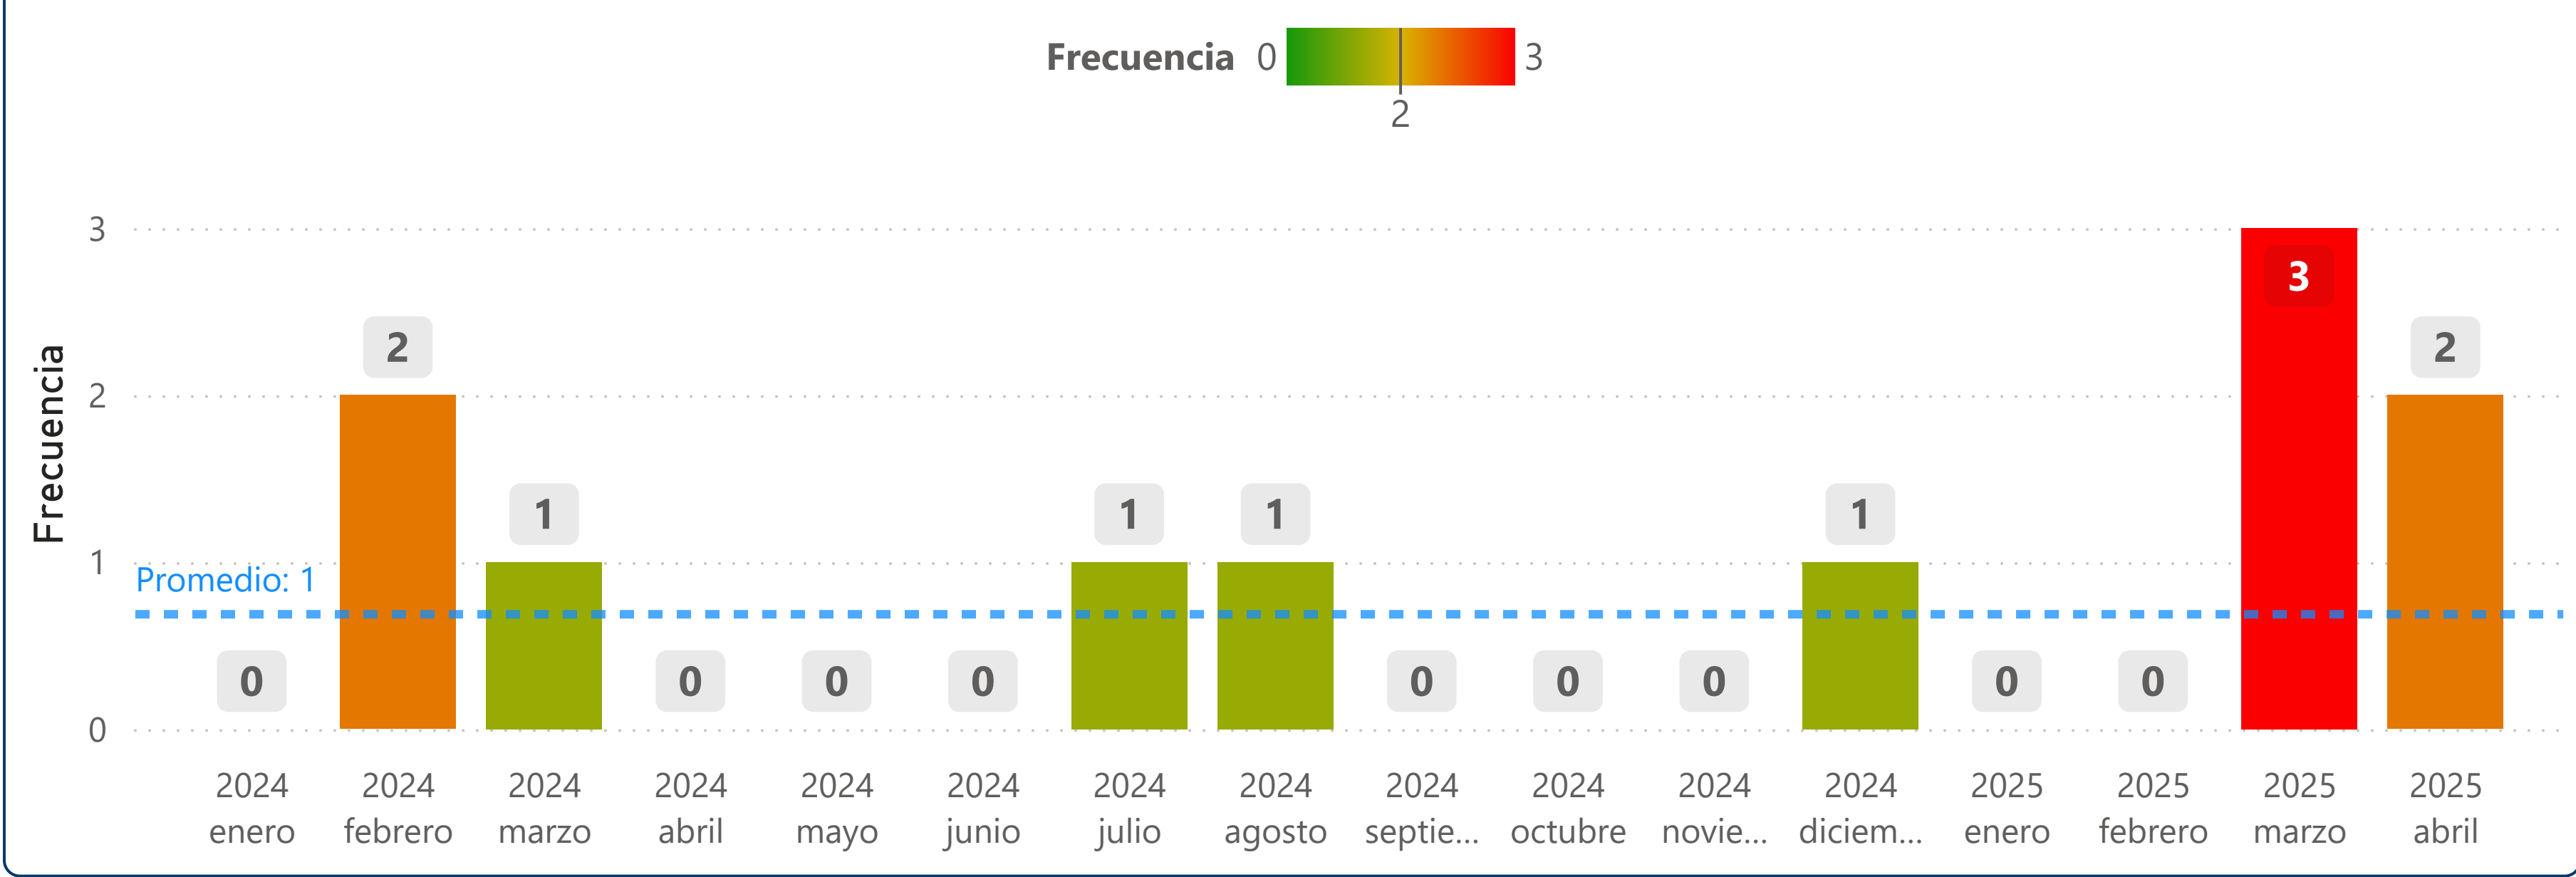 Frecuencia 0 3
2
Frecuencia
3
2
1
0
Promedio: 1
0
2
1
0
0
0
1
1
0
0
0
1
0
0
3
2
2024 enero
2024 febrero
2024 marzo
2024 abril
2024 mayo
2024 junio
2024 julio
2024 agosto
2024 septie...
2024 octubre
2024 novie...
2024 diciem...
2025 enero
2025 febrero
2025 marzo
2025 abril